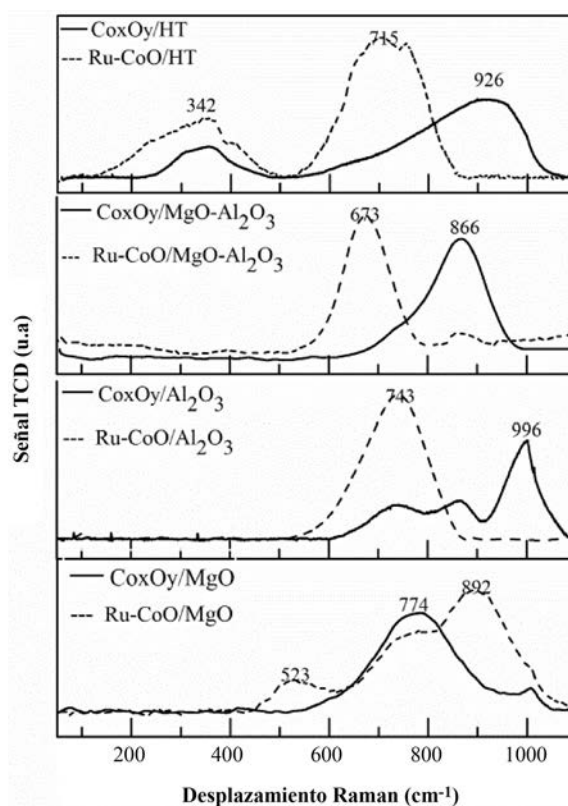 CoxOy/HT
Ru-CoO/HT
342
715
926
CoxOy/MgO-Al2O3
Ru-CoO/MgO-Al2O3
673
866
CoxOy/Al2O3
Ru-CoO/Al2O3
743
996
CoxOy/MgO
Ru-CoO/MgO
523
774
892
Señal TCD (u.a)
200 400 600 800 1000
Desplazamiento Raman (cm-1)